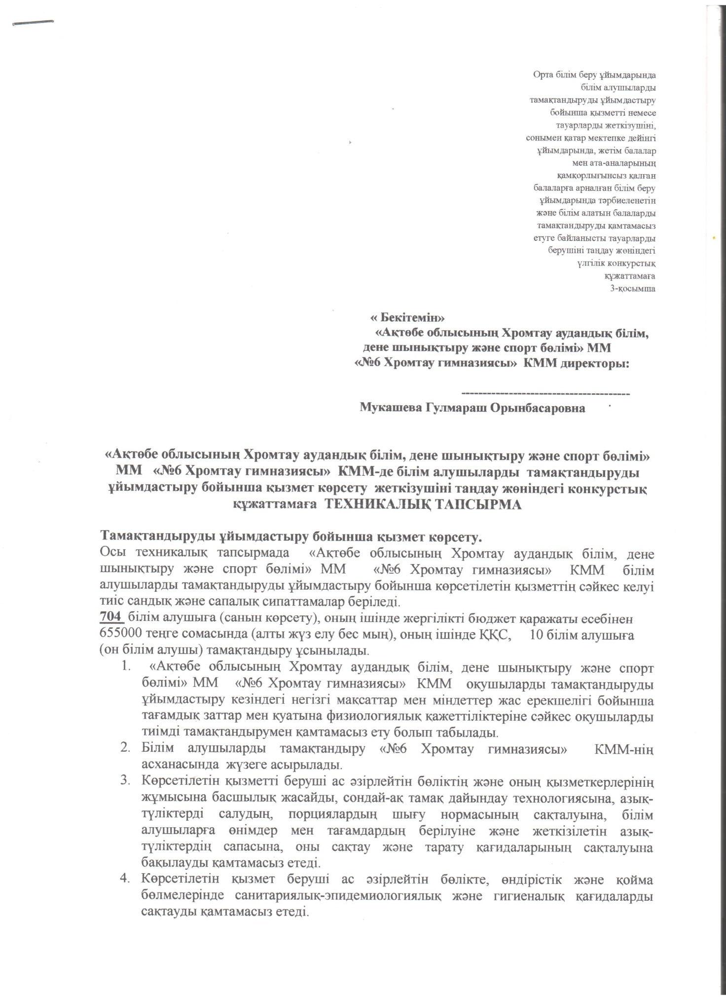 Орта білім беру ұйымдарында
білім алушыларды
тамақтандыруды ұйымдастыру
бойынша қызметті немесе
тауарларды жеткізушіні,
сонымен қатар мектепке дейінгі
ұйымдарында, жетім балалар
мен ата-аналарының
қамқорлығынсыз қалған
балаларға арналған білім беру
ұйымдарында тәрбиеленетін
және білім алатын балаларды
тамақтандыруды қамтамасыз
етуге байланысты тауарларды
берушіні таңдау жөніндегі
үлгілік конкурстық
құжаттамаға
3-қосымша
« Бекітемін»
«Ақтөбе облысының Хромтау аудандық білім,
дене шынықтыру және спорт бөлімі» ММ
«№6 Хромтау гимназиясы» КММ директоры:
---------------------------------------
Мукашева Гулмараш Орынбасаровна
«Ақтөбе облысының Хромтау аудандық білім, дене шынықтыру және спорт бөлімі»
ММ «№6 Хромтау гимназиясы» КММ-де білім алушыларды тамақтандыруды
ұйымдастыру бойынша қызмет көрсету жеткізушіні таңдау жөніндегі конкурстық
құжаттамаға ТЕХНИКАЛЫҚ ТАПСЫРМА
Тамақтандыруды ұйымдастыру бойынша қызмет көрсету.
Осы техникалық тапсырмада «Ақтөбе облысының Хромтау аудандық білім, дене
шынықтыру және спорт бөлімі» ММ «№6 Хромтау гимназиясы» КММ білім
алушыларды тамақтандыруды ұйымдастыру бойынша көрсетілетін қызметтің сәйкес келуі
тиіс сандық және сапалық сипаттамалар беріледі.
704 білім алушыға (санын көрсету), оның ішінде жергілікті бюджет қаражаты есебінен
655000 теңге сомасында (алты жүз елу бес мың), оның ішінде ҚҚС, 10 білім алушыға
(он білім алушы) тамақтандыру ұсынылады.
1. «Ақтөбе облысының Хромтау аудандық білім, дене шынықтыру және спорт
бөлімі» ММ «№6 Хромтау гимназиясы» КММ оқушыларды тамақтандыруды
ұйымдастыру кезіндегі негізгі мақсаттар мен міндеттер жас ерекшелігі бойынша
тағамдық заттар мен қуатына физиологиялық қажеттіліктеріне сәйкес оқушыларды
тиімді тамақтандырумен қамтамасыз ету болып табылады.
2. Білім алушыларды тамақтандыру «№6 Хромтау гимназиясы» КММ-нің
асханасында жүзеге асырылады.
3. Көрсетілетін қызметті беруші ас әзірлейтін бөліктің және оның қызметкерлерінің
жұмысына басшылық жасайды, сондай-ақ тамақ дайындау технологиясына, азық-
түліктерді салудың, порциялардың шығу нормасының сақталуына, білім
алушыларға өнімдер мен тағамдардың берілуіне және жеткізілетін азық-
түліктердің сапасына, оны сақтау және тарату қағидаларының сақталуына
бақылауды қамтамасыз етеді.
4. Көрсетілетін қызмет беруші ас әзірлейтін бөлікте, өндірістік және қойма
бөлмелерінде санитариялық-эпидемиологиялық және гигиеналық қағидаларды
сақтауды қамтамасыз етеді.